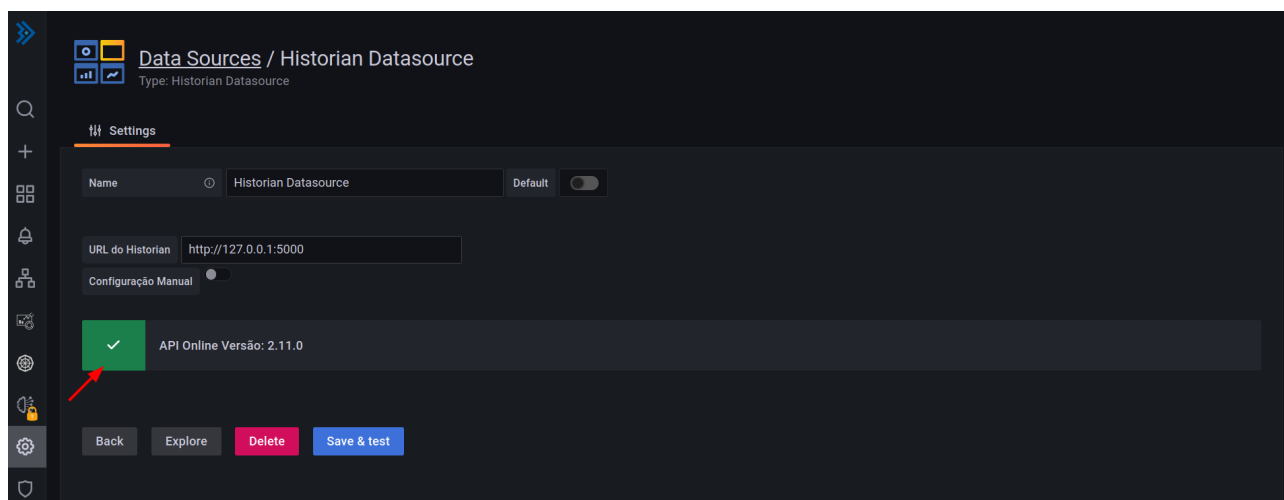 Data Sources / Historian Datasource
Type: Historian Datasource
Settings
Name Historian Datasource Default
URL do Historian http://127.0.0.1:5000
Configuração Manual
API Online Versão: 2.11.0
Back Explore Delete Save & test